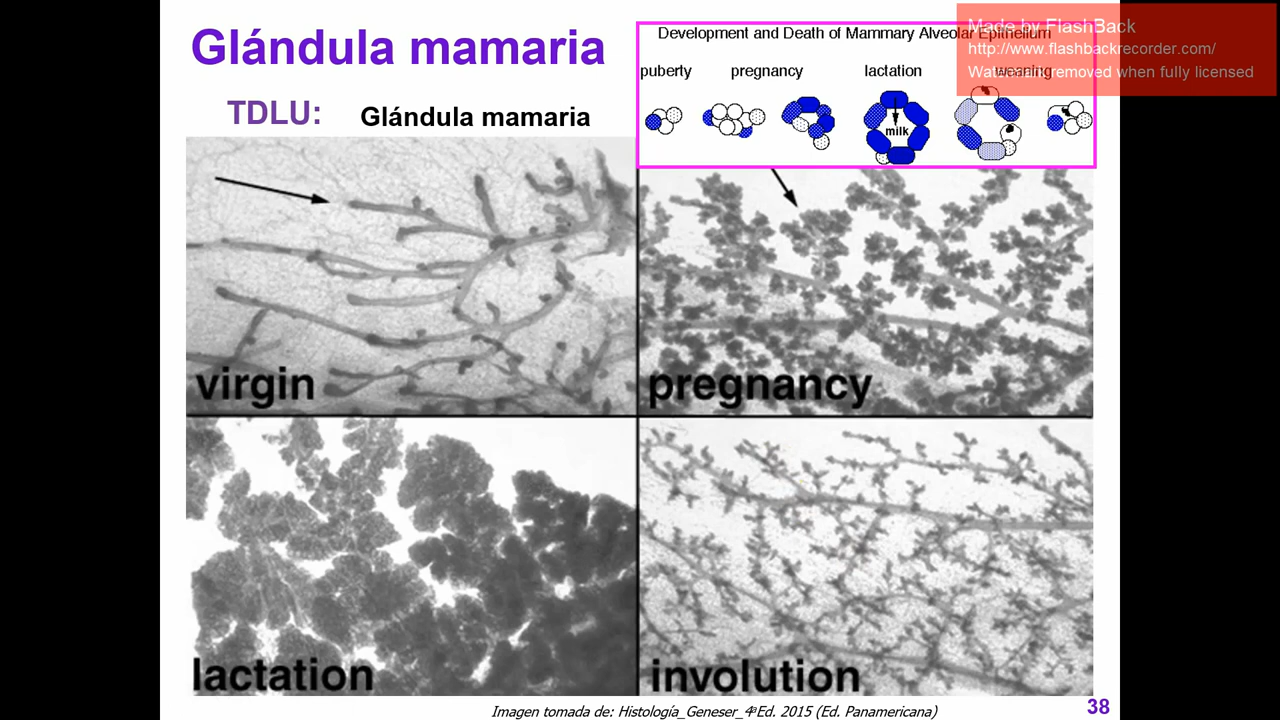 Glándula mamaria
TDLU:
Glándula mamaria
Development and Death of Mammary Alveolar Epithelium
puberty
pregnancy
lactation
weaning
milk
Made by FlashBack
http://www.flashbackrecorder.com/
Watermark removed when fully licensed
virgin
pregnancy
lactation
involution
Imagen tomada de: Histología_Geneser_4ªEd. 2015 (Ed. Panamericana)
38